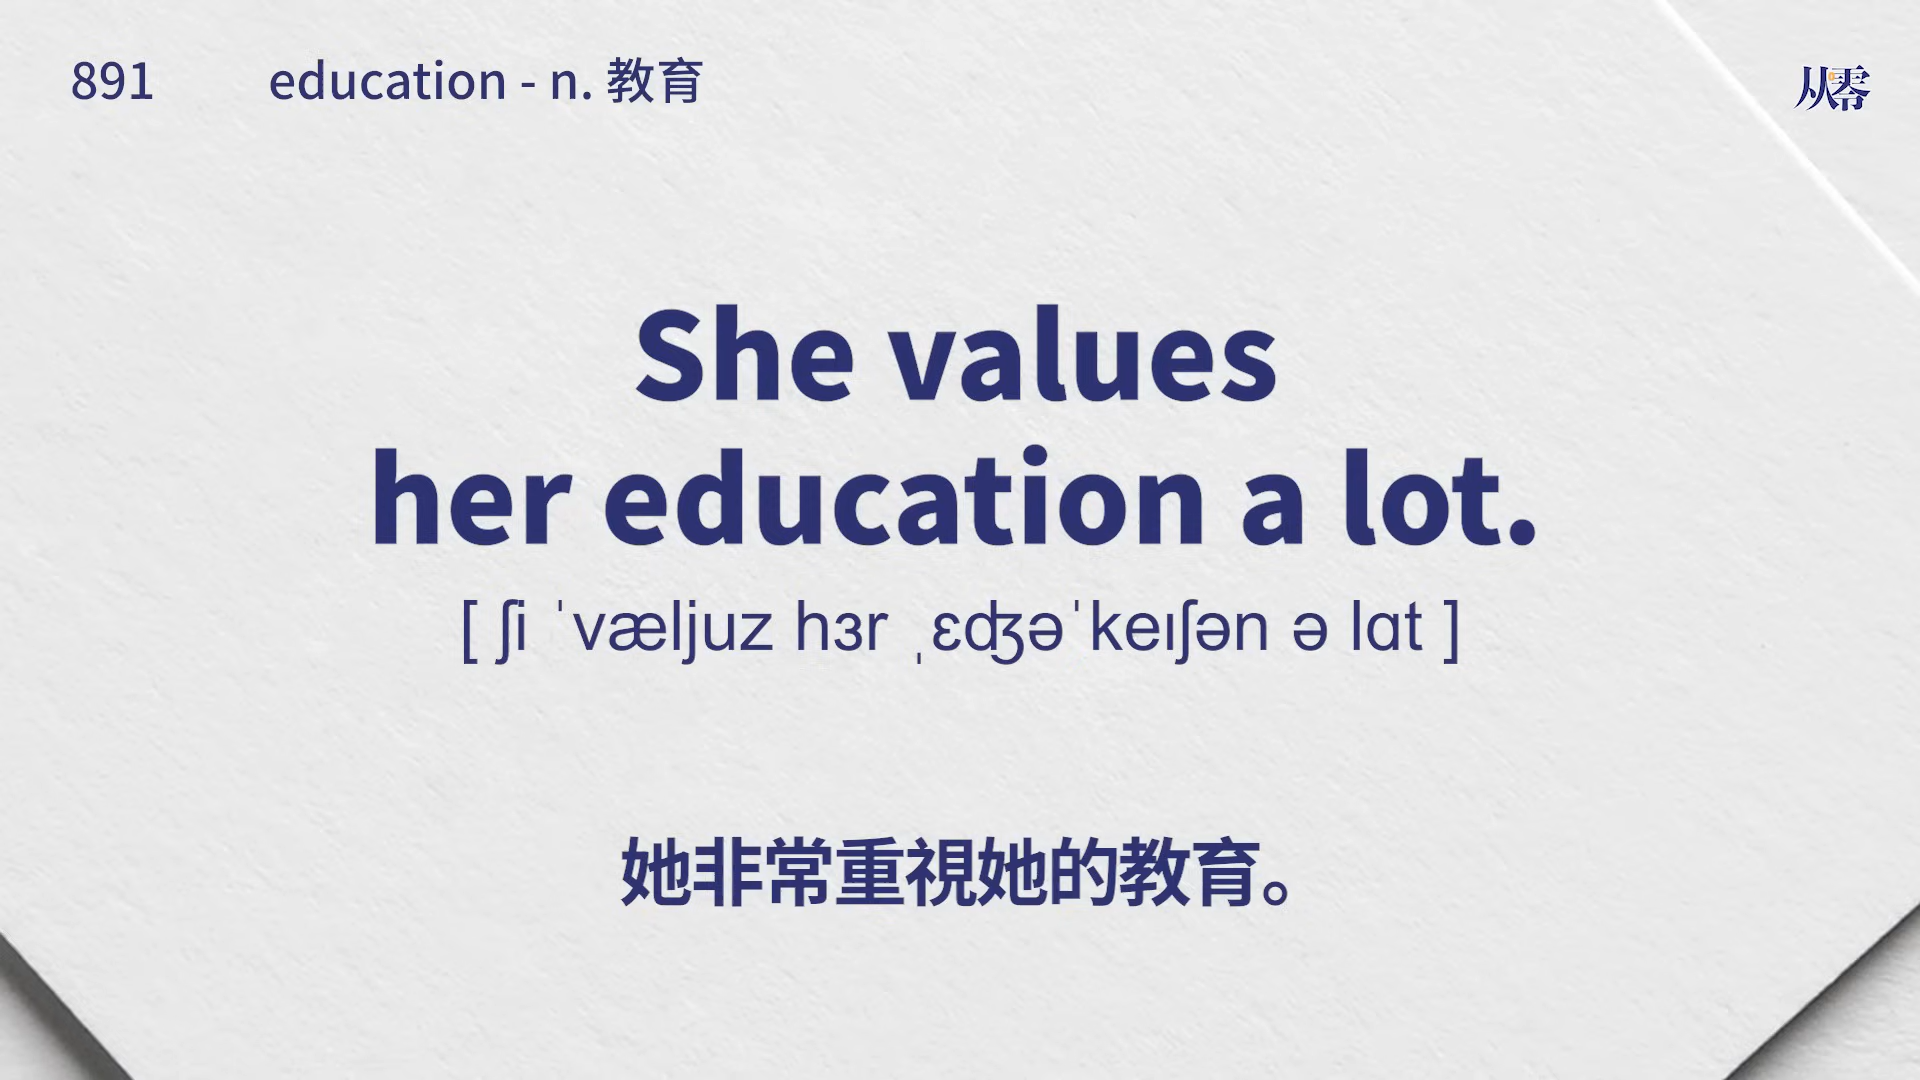 891 education - n. 教育
从零
She values
her education a lot.
[ ʃi ˈvæljuz hɜr ˌɛʤəˈkeɪʃən ə lɑt ]
她非常重視她的教育。